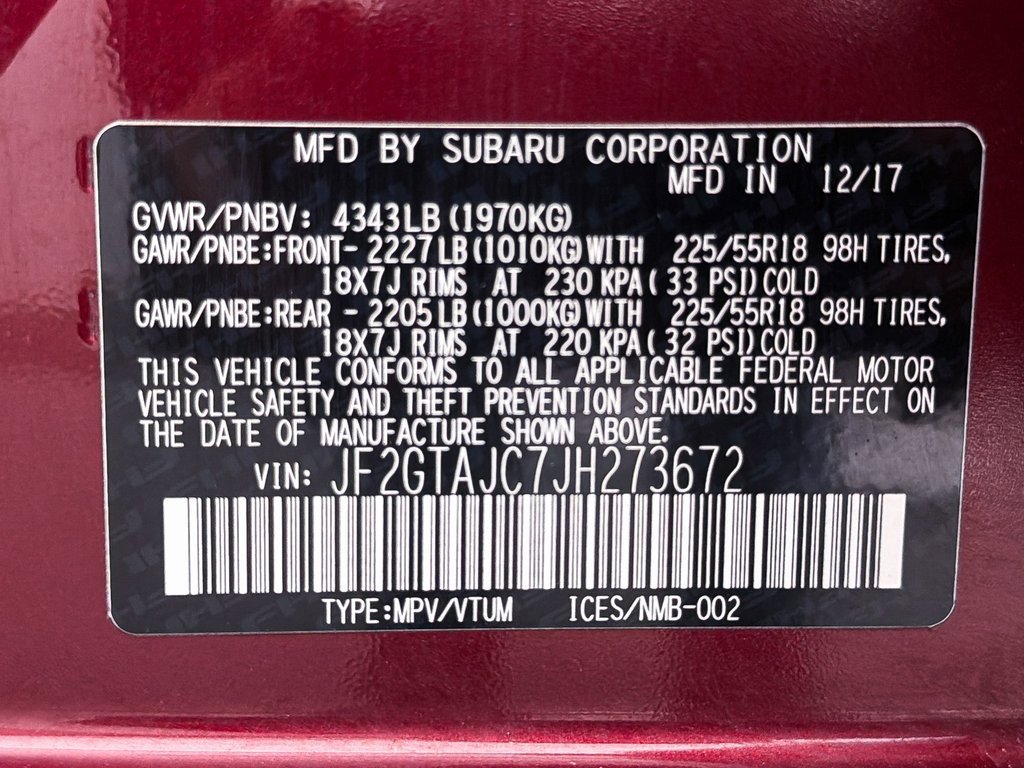 MFD BY SUBARU CORPORATION
MFD IN 12/17
GVWR/PNBV: 4343LB (1970KG)
GAWR/PNBE:FRONT- 2227LB (1010KG) WITH 225/55R18 98H TIRES,
18X7J RIMS AT 230 KPA ( 33 PSI) COLD
GAWR/PNBE:REAR - 2205LB (1000KG) WITH 225/55R18 98H TIRES,
18X7J RIMS AT 220 KPA ( 32 PSI) COLD
THIS VEHICLE CONFORMS TO ALL APPLICABLE FEDERAL MOTOR
VEHICLE SAFETY AND THEFT PREVENTION STANDARDS IN EFFECT ON
THE DATE OF MANUFACTURE SHOWN ABOVE.
VIN: JF2GTAJC7JH273672
TYPE:MPV/VTUM ICES/NMB-002